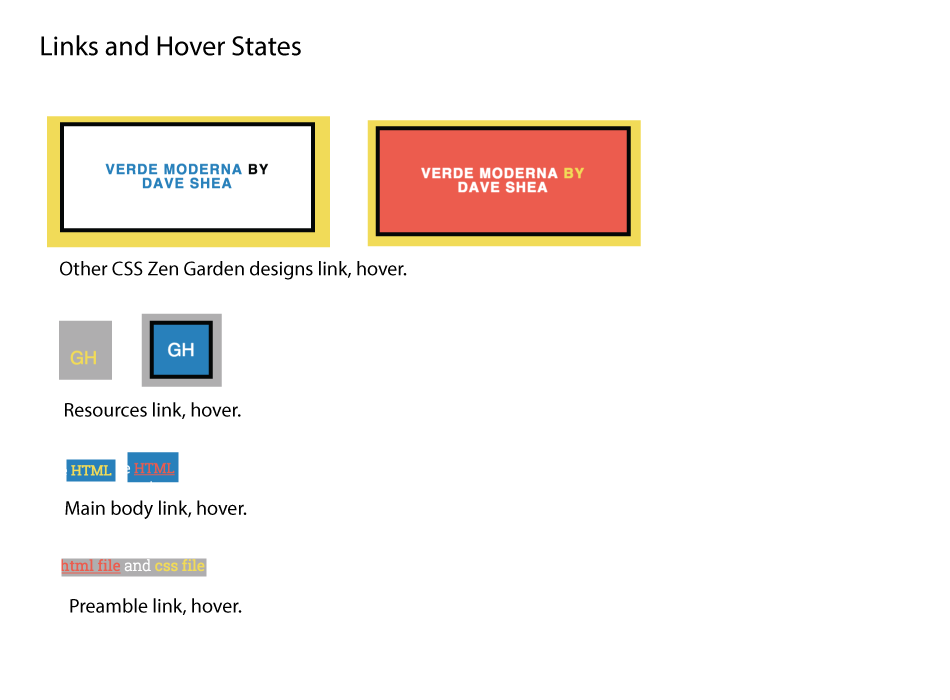 Links and Hover States
VERDE MODERNA BY
DAVE SHEA
VERDE MODERNA BY
DAVE SHEA
Other CSS Zen Garden designs link, hover.
GH
GH
Resources link, hover.
HTML
e HTML
Main body link, hover.
html file and css file
Preamble link, hover.